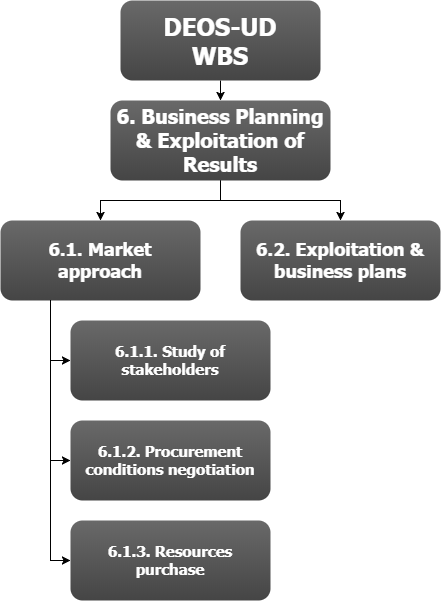 DEOS-UD
WBS
6. Business Planning
& Exploitation of
Results
6.1. Market
approach
6.2. Exploitation &
business plans
6.1.1. Study of
stakeholders
6.1.2. Procurement
conditions negotiation
6.1.3. Resources
purchase